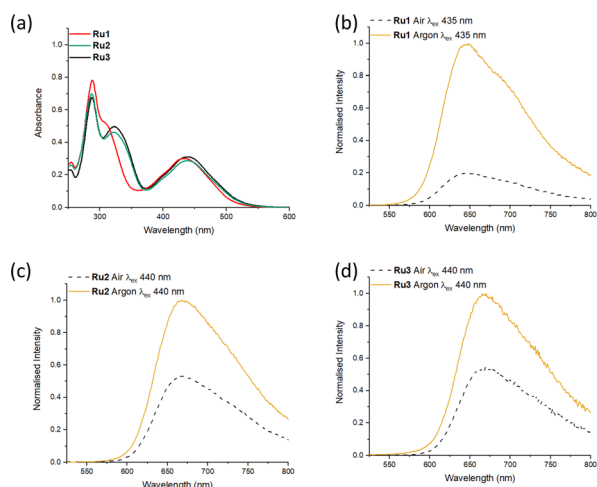 (a)
Ru1
Ru2
Ru3
1.0
0.8
0.6
0.4
0.2
0.0
Absorbance
300
400
500
600
Wavelength (nm)
(b)
Ru1 Air λex 435 nm
Ru1 Argon λex 435 nm
1.0
0.8
0.6
0.4
0.2
0.0
Normalised Intensity
550
600
650
700
750
800
Wavelength (nm)
(c)
Ru2 Air λex 440 nm
Ru2 Argon λex 440 nm
1.0
0.8
0.6
0.4
0.2
0.0
Normalised Intensity
550
600
650
700
750
800
Wavelength (nm)
(d)
Ru3 Air λex 440 nm
Ru3 Argon λex 440 nm
1.0
0.8
0.6
0.4
0.2
0.0
Normalised Intensity
550
600
650
700
750
800
Wavelength (nm)